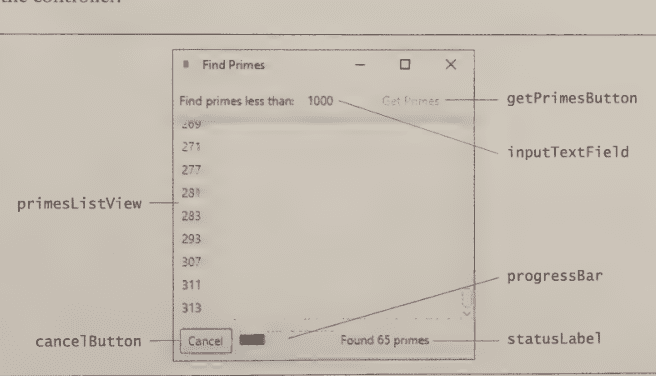 the controller.
Find Primes
Find primes less than: 1000 Get Primes
getPrimesButton
269
inputTextField
271
277
281
primesListView
283
293
307
progressBar
311
313
cancelButton
Cancel
Found 65 primes
statusLabel